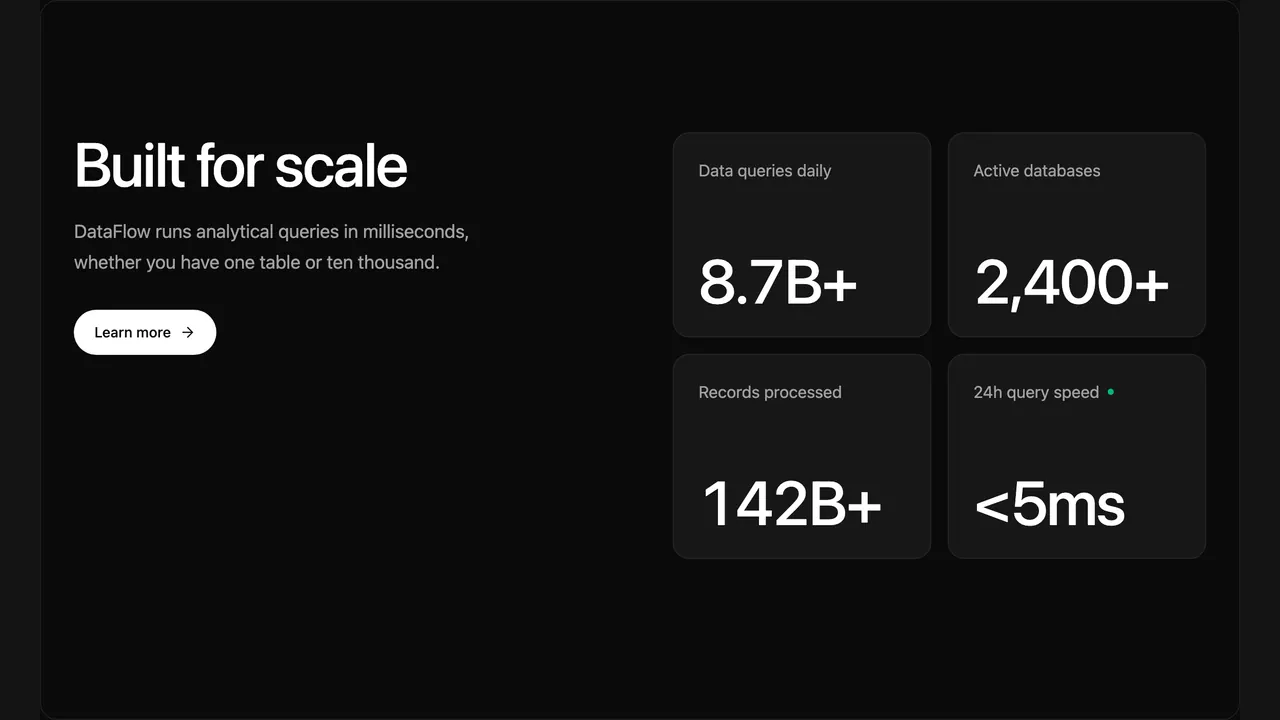 Built for scale
DataFlow runs analytical queries in milliseconds,
whether you have one table or ten thousand.
Learn more →
Data queries daily
8.7B+
Active databases
2,400+
Records processed
142B+
24h query speed
<5ms